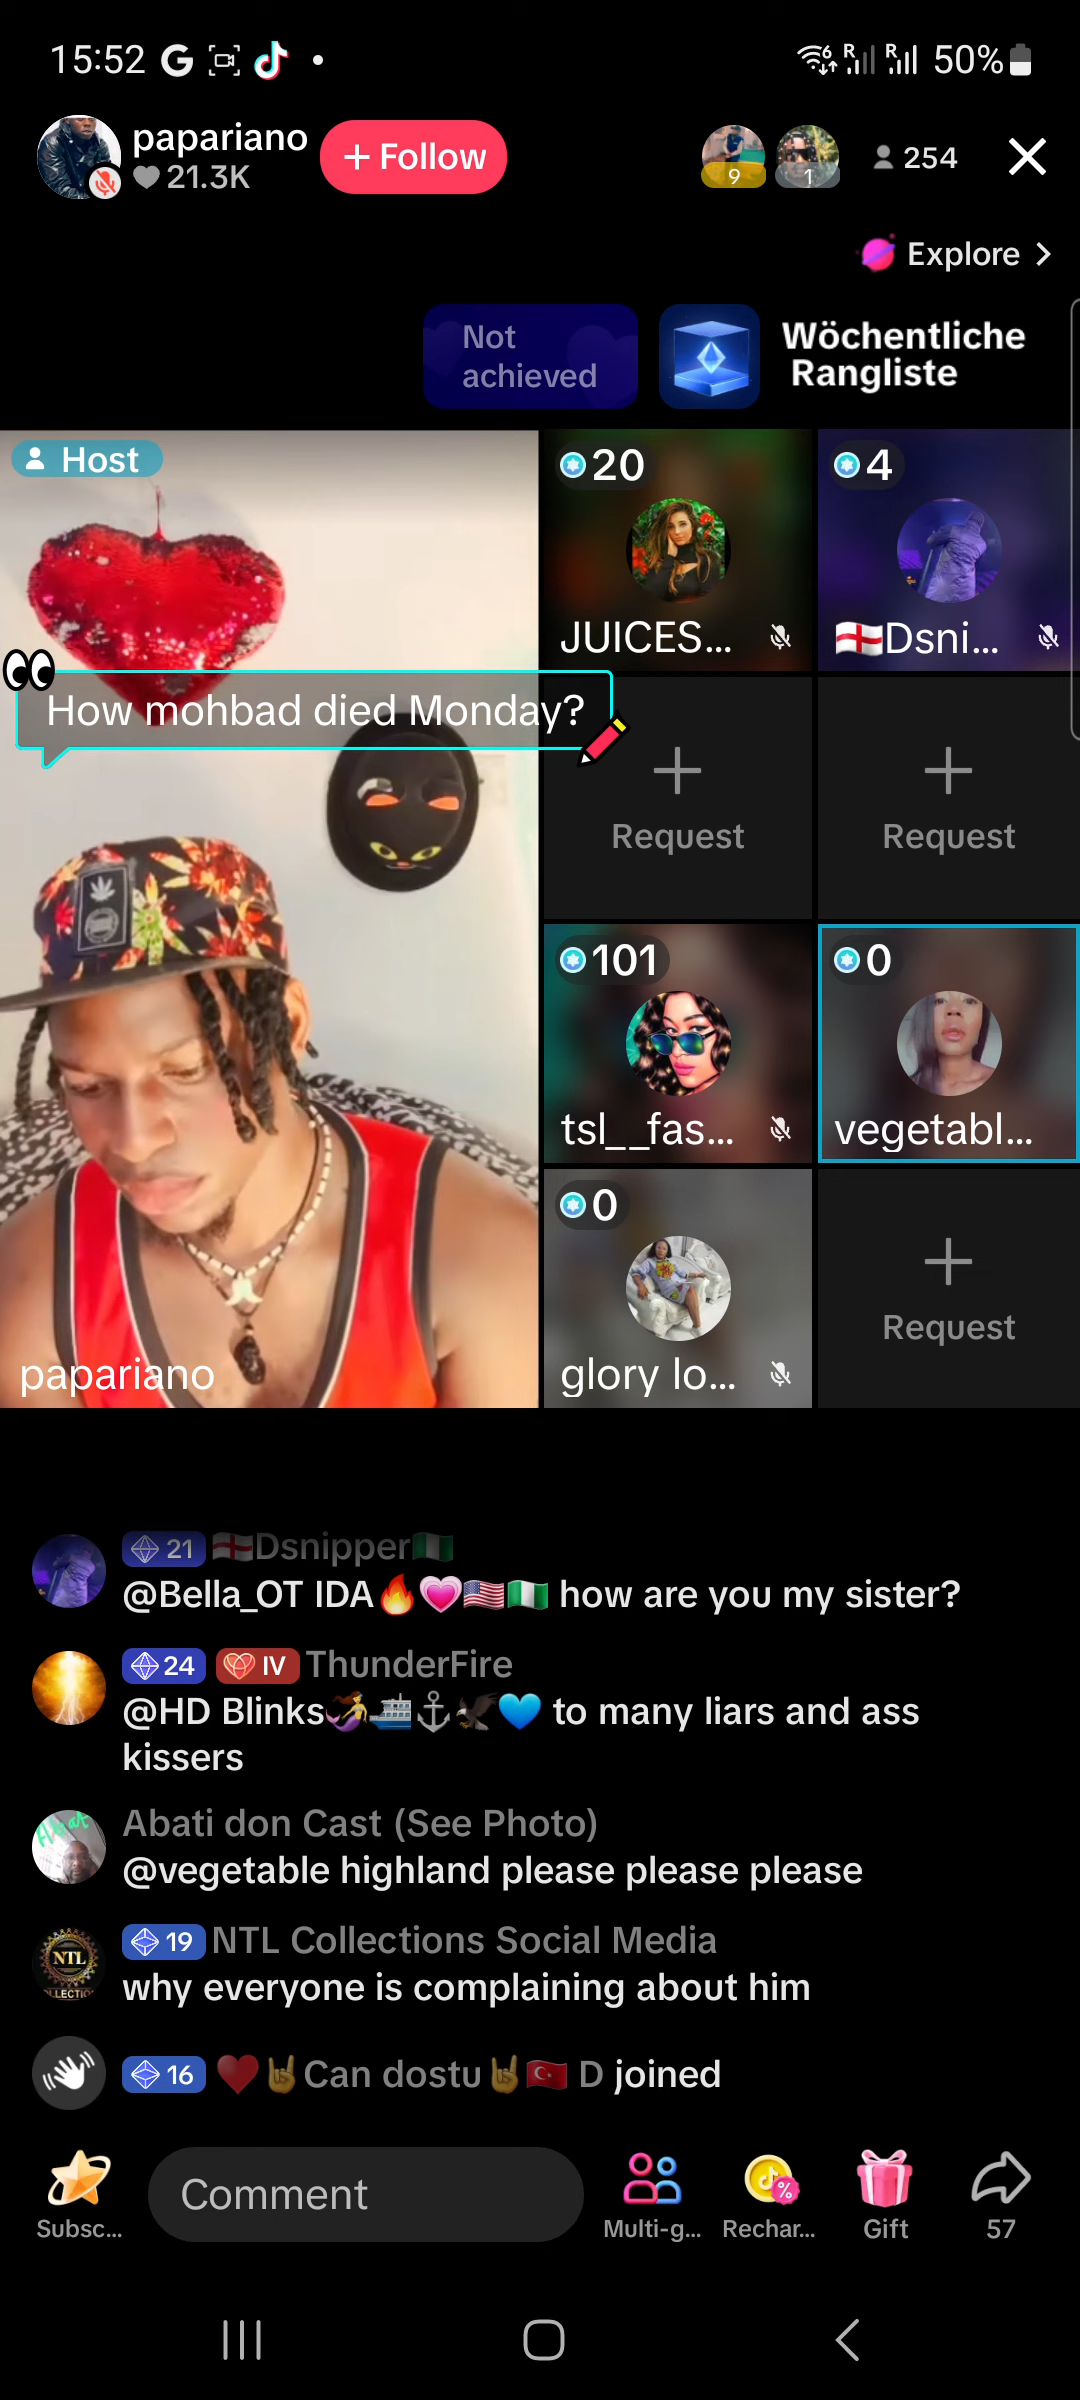 15:52
50%
papariano
21.3K
+ Follow
9
1
254
Explore
Not
achieved
Wöchentliche
Rangliste
Host
20
JUICES...
4
Dsni...
How mohbad died Monday?
Request
Request
101
tsl__fas...
0
vegetabl...
0
glory lo...
Request
papariano
21 Dsnipper
@Bella_OT IDA🔥💗🇺🇸🇳🇬 how are you my sister?
24 IV ThunderFire
@HD Blinks🧜‍♀️🛳️⚓🦅💙 to many liars and ass
kissers
Abati don Cast (See Photo)
@vegetable highland please please please
19 NTL Collections Social Media
NTL
why everyone is complaining about him
16 ❤️🤘Can dostu🤘🇹🇷 D joined
Subsc...
Comment
Multi-g...
Rechar...
Gift
57